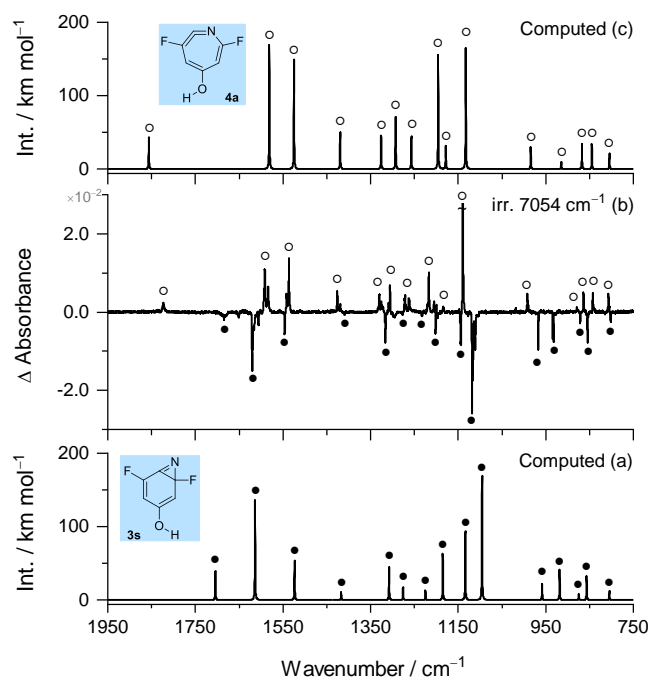 200
150
100
50
0
Int. / km mol⁻¹
Computed (c)
N
F
F
O
H
4a
×10⁻²
2.0
0.0
-2.0
Δ Absorbance
irr. 7054 cm⁻¹ (b)
200
100
0
Int. / km mol⁻¹
Computed (a)
N
F
F
O
H
3s
1950 1750 1550 1350 1150 950 750
Wavenumber / cm⁻¹